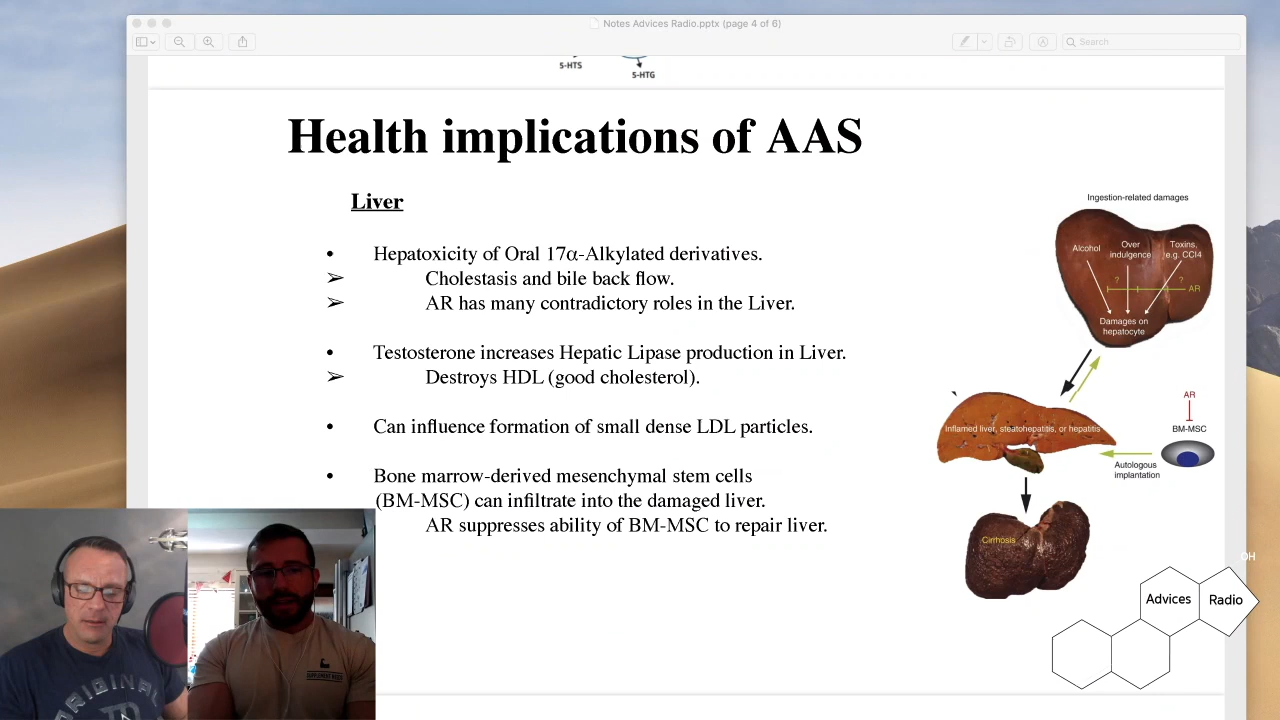 Notes Advices Radio.pptx (page 4 of 6)
Search
5-HTS
5-HTG
Health implications of AAS
Liver
• Hepatoxicity of Oral 17α-Alkylated derivatives.
➢ Cholestasis and bile back flow.
➢ AR has many contradictory roles in the Liver.
• Testosterone increases Hepatic Lipase production in Liver.
➢ Destroys HDL (good cholesterol).
• Can influence formation of small dense LDL particles.
• Bone marrow-derived mesenchymal stem cells
(BM-MSC) can infiltrate into the damaged liver.
AR suppresses ability of BM-MSC to repair liver.
Ingestion-related damages
Alcohol
Over
indulgence
Toxins,
e.g. CCl4
?
?
AR
Damages on
hepatocyte
Inflamed liver, steatohepatitis, or hepatitis
AR
BM-MSC
Autologous
implantation
Cirrhosis
OH
Advices
Radio
ORIGINAL